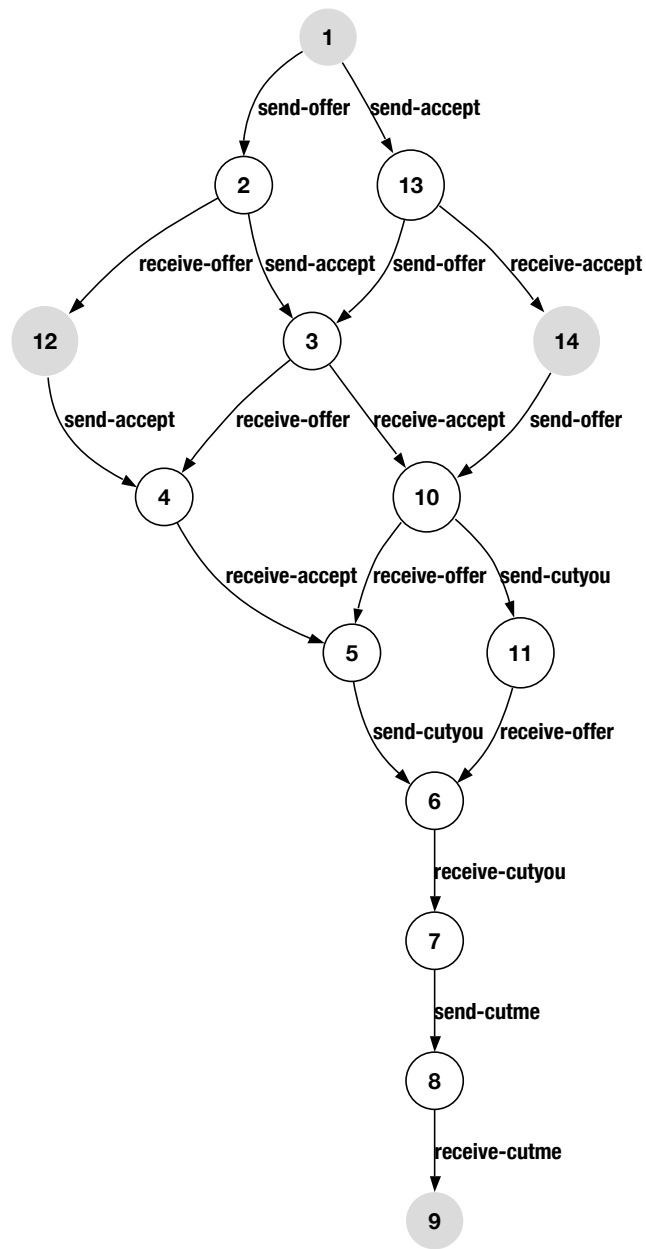 1
send-offer
send-accept
2
13
receive-offer
send-accept
send-offer
receive-accept
12
3
14
send-accept
receive-offer
receive-accept
send-offer
4
10
receive-accept
receive-offer
send-cutyou
5
11
send-cutyou
receive-offer
6
receive-cutyou
7
send-cutme
8
receive-cutme
9